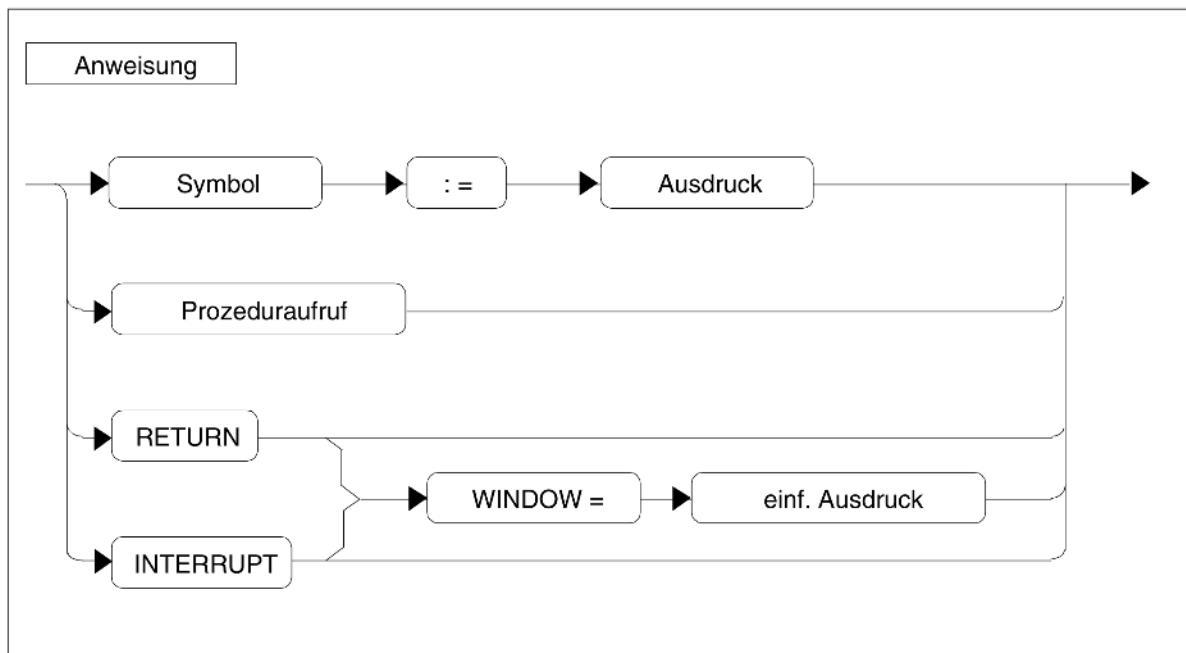 Anweisung
Symbol : = Ausdruck
Prozeduraufruf
RETURN
WINDOW = einf. Ausdruck
INTERRUPT